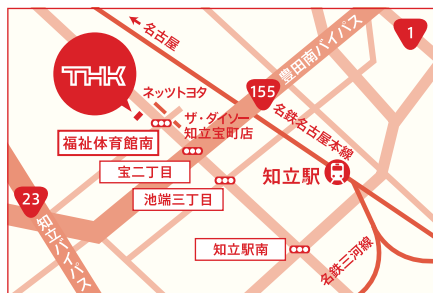 名古屋
1
豊田南バイパス
THK
ネッツトヨタ
155
ザ・ダイソー
知立宝町店
名鉄名古屋本線
福祉体育館南
宝二丁目
知立駅
池端三丁目
23
知立バイパス
知立駅南
名鉄三河線